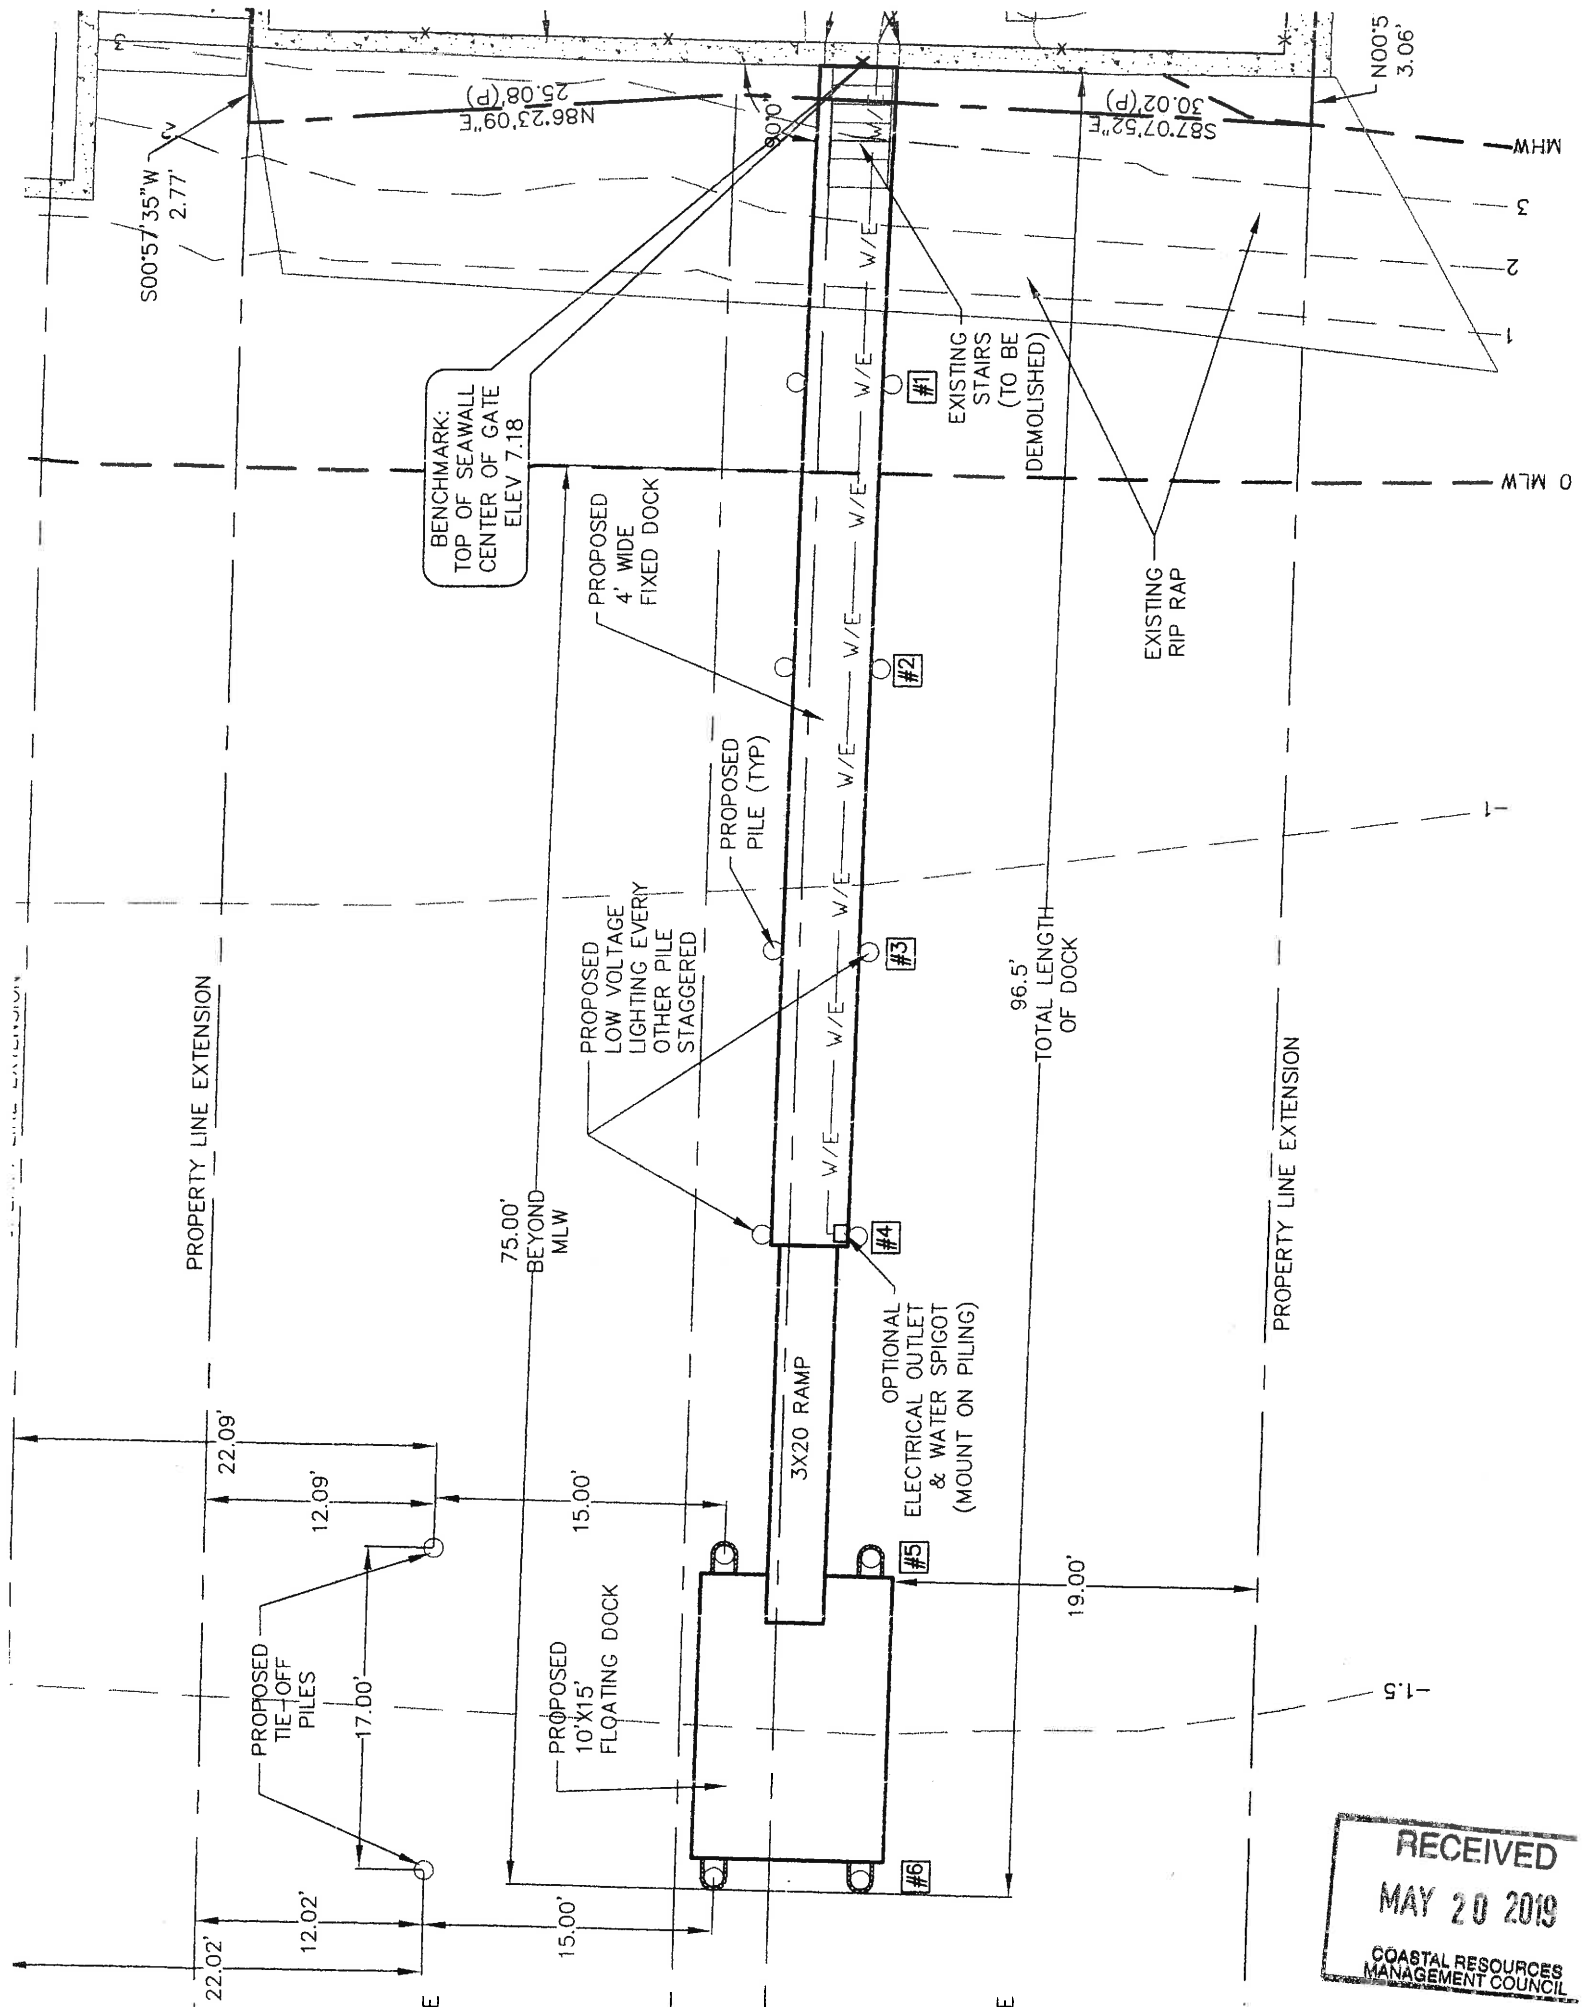 S00°57'35"W
2.77'
N86°23'09"E
25.08'(P)
S87°07'52"E
30.02'(P)
N00°5
3.06'
90.0°
3
2
MHW
3
2
1
0 MLW
-1
-1.5
BENCHMARK:
TOP OF SEAWALL
CENTER OF GATE
ELEV 7.18
EXISTING
STAIRS
(TO BE
DEMOLISHED)
EXISTING
RIP RAP
PROPOSED
4' WIDE
FIXED DOCK
PROPOSED
PILE (TYP)
PROPOSED
LOW VOLTAGE
LIGHTING EVERY
OTHER PILE
STAGGERED
W/E
W/E
W/E
W/E
W/E
W/E
W/E
W/E
W/E
#1
#2
#3
#4
#5
#6
PROPERTY LINE EXTENSION
PROPERTY LINE EXTENSION
75.00'
BEYOND
MLW
96.5'
TOTAL LENGTH
OF DOCK
3X20 RAMP
OPTIONAL
ELECTRICAL OUTLET
& WATER SPIGOT
(MOUNT ON PILING)
22.09'
12.09'
15.00'
17.00'
PROPOSED
TIE-OFF
PILES
PROPOSED
10'X15'
FLOATING DOCK
19.00'
22.02'
12.02'
15.00'
E
E
RECEIVED
MAY 20 2019
COASTAL RESOURCES
MANAGEMENT COUNCIL